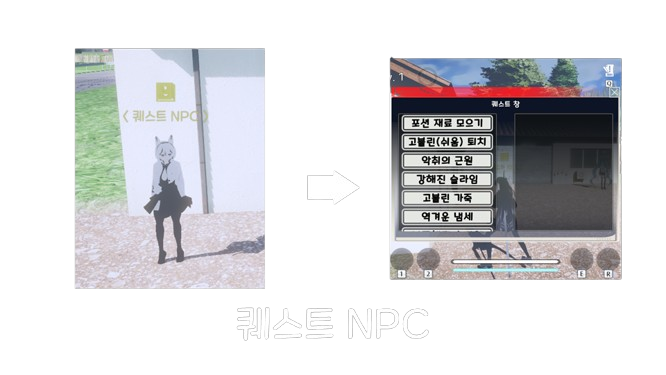 < 퀘스트 NPC >
. 1
Q
퀘스트 창
포션 재료 모으기
고블린(쉬움) 퇴치
악취의 근원
강해진 슬라임
고블린 가죽
역겨운 냄세
1 2 E R
퀘스트 NPC